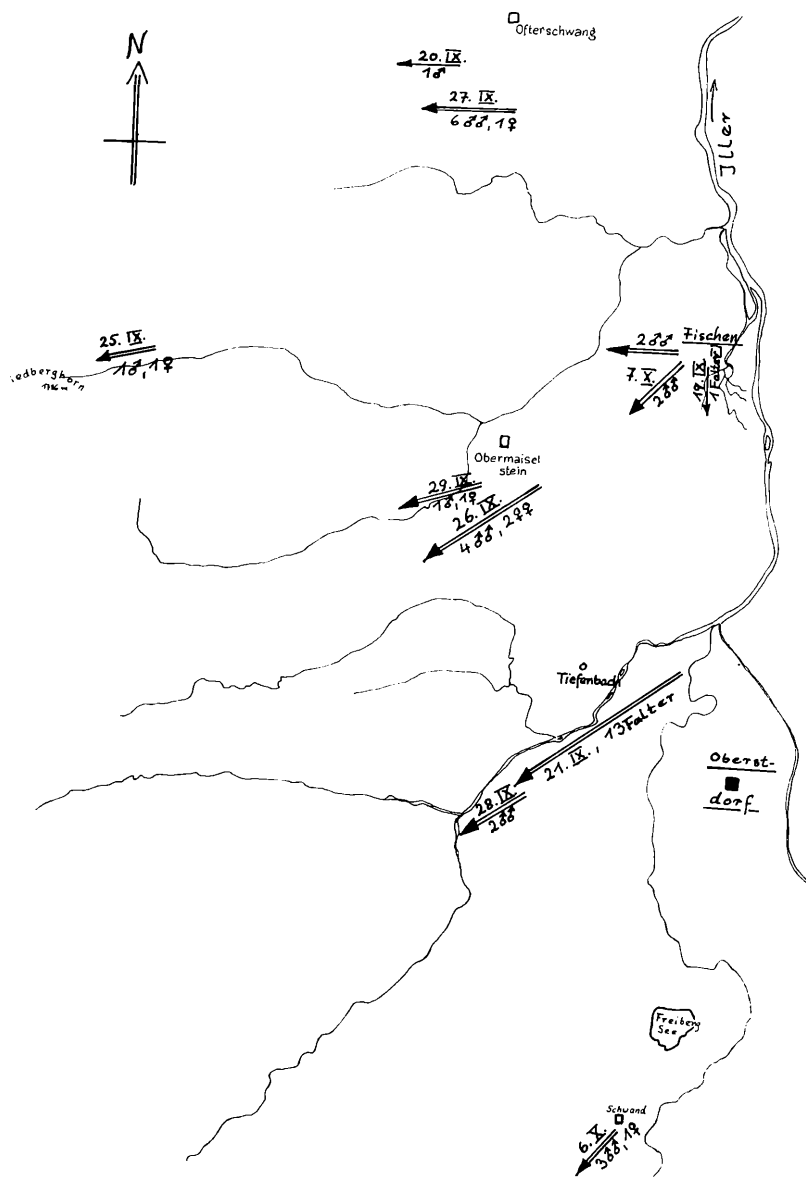 Ofterschwang
N
20. IX.
1♂
27. IX.
6 ♂♂, 1♀
Iller
25. IX.
1♂, 1♀
iedberghorn
2♂♂
Fischen
7. X.
2♂♂
19. IX.
1 Falter
Obermaisel
stein
29. IX.
1♂, 1♀
26. IX.
4 ♂♂, 2♀♀
Tiefenbach
21. IX., 13 Falter
Oberst-
dorf
28. IX
2♂♂
Freiberg
See
Schwand
6. X.
3♂♂, 1♀